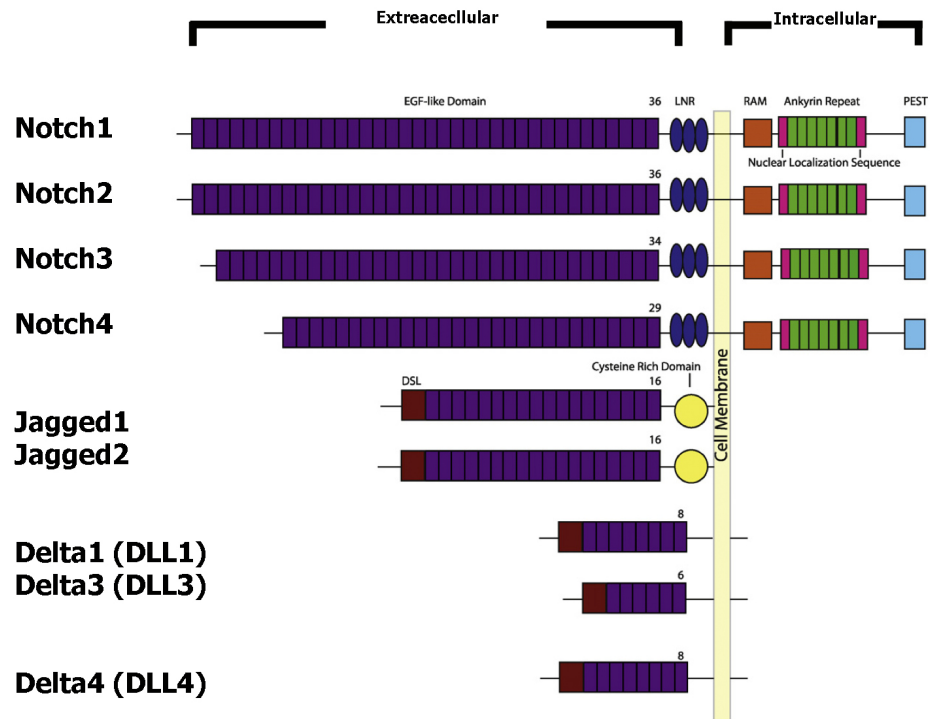 Extreacecllular
Intracellular
EGF-like Domain
36
LNR
RAM
Ankyrin Repeat
PEST
Notch1
Nuclear Localization Sequence
36
Notch2
34
Notch3
29
Notch4
Cysteine Rich Domain
DSL
16
Jagged1
Jagged2
16
Cell Membrane
8
Delta1 (DLL1)
Delta3 (DLL3)
6
8
Delta4 (DLL4)